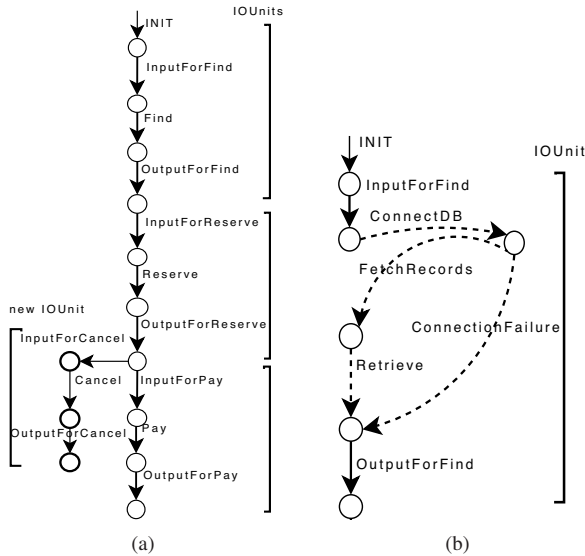 INIT
IOUnits
InputForFind
Find
OutputForFind
InputForReserve
Reserve
OutputForReserve
new IOUnit
InputForCancel
Cancel
OutputForCancel
InputForPay
Pay
OutputForPay
(a)
INIT
IOUnit
InputForFind
ConnectDB
FetchRecords
ConnectionFailure
Retrieve
OutputForFind
(b)